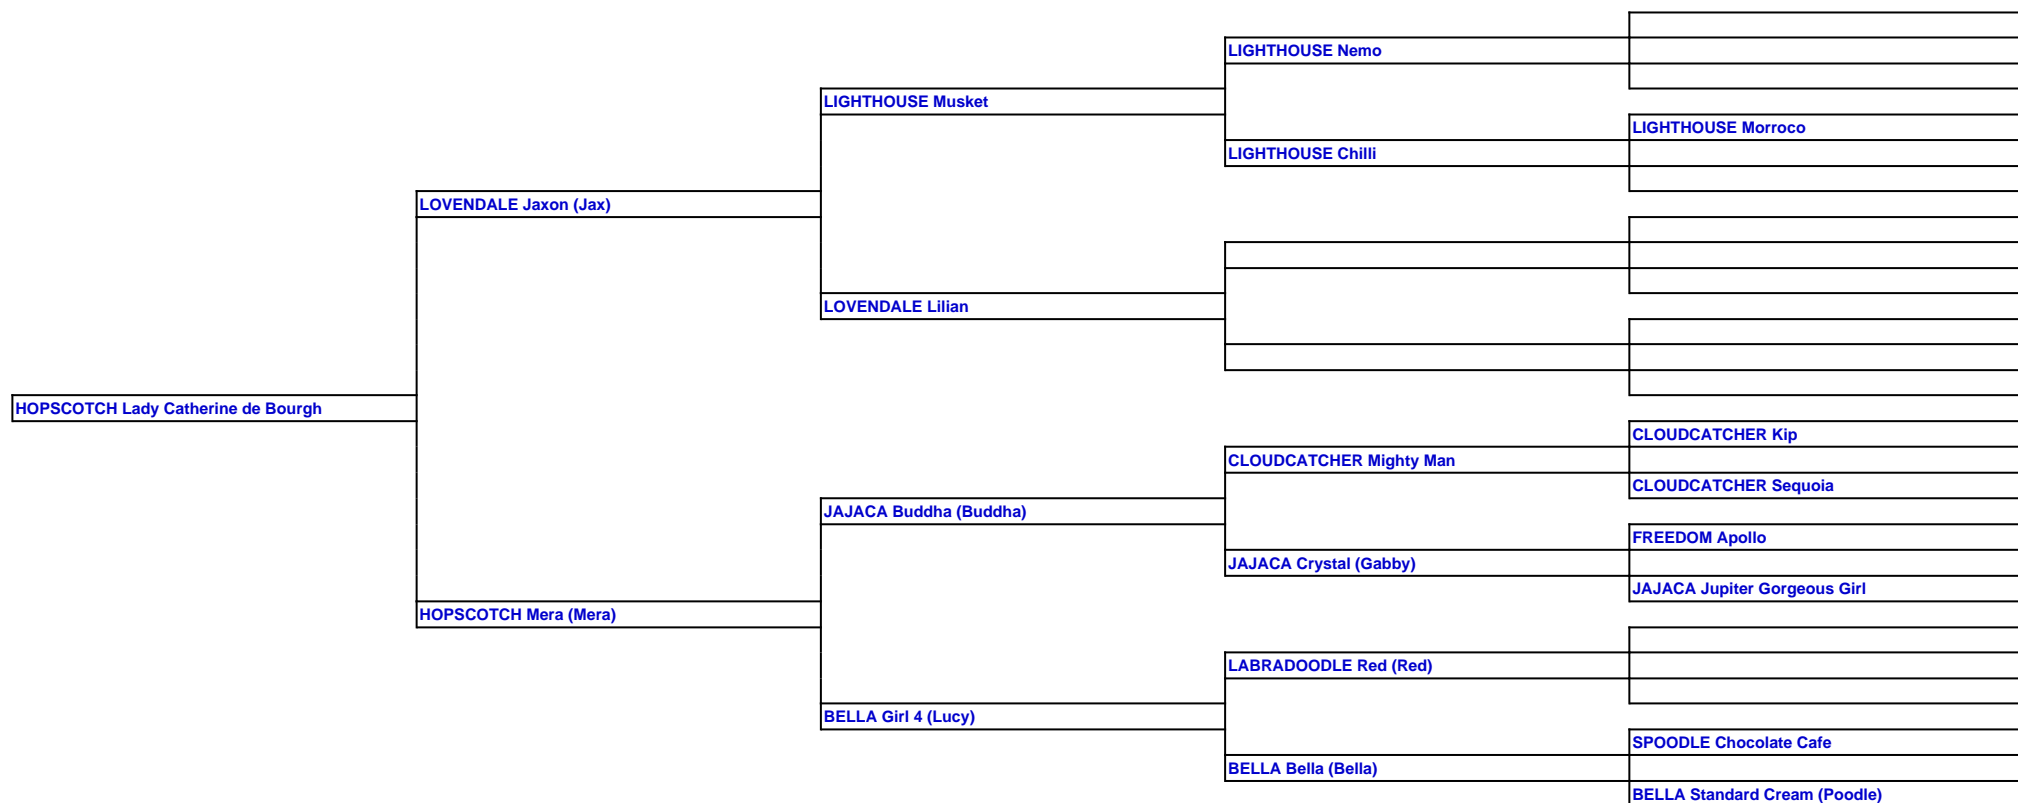 LIGHTHOUSE Nemo
LIGHTHOUSE Musket
LIGHTHOUSE Morroco
LIGHTHOUSE Chilli
LOVENDALE Jaxon (Jax)
LOVENDALE Lilian
HOPSCOTCH Lady Catherine de Bourgh
CLOUDCATCHER Kip
CLOUDCATCHER Mighty Man
CLOUDCATCHER Sequoia
JAJACA Buddha (Buddha)
FREEDOM Apollo
JAJACA Crystal (Gabby)
JAJACA Jupiter Gorgeous Girl
HOPSCOTCH Mera (Mera)
LABRADOODLE Red (Red)
BELLA Girl 4 (Lucy)
SPOODLE Chocolate Cafe
BELLA Bella (Bella)
BELLA Standard Cream (Poodle)